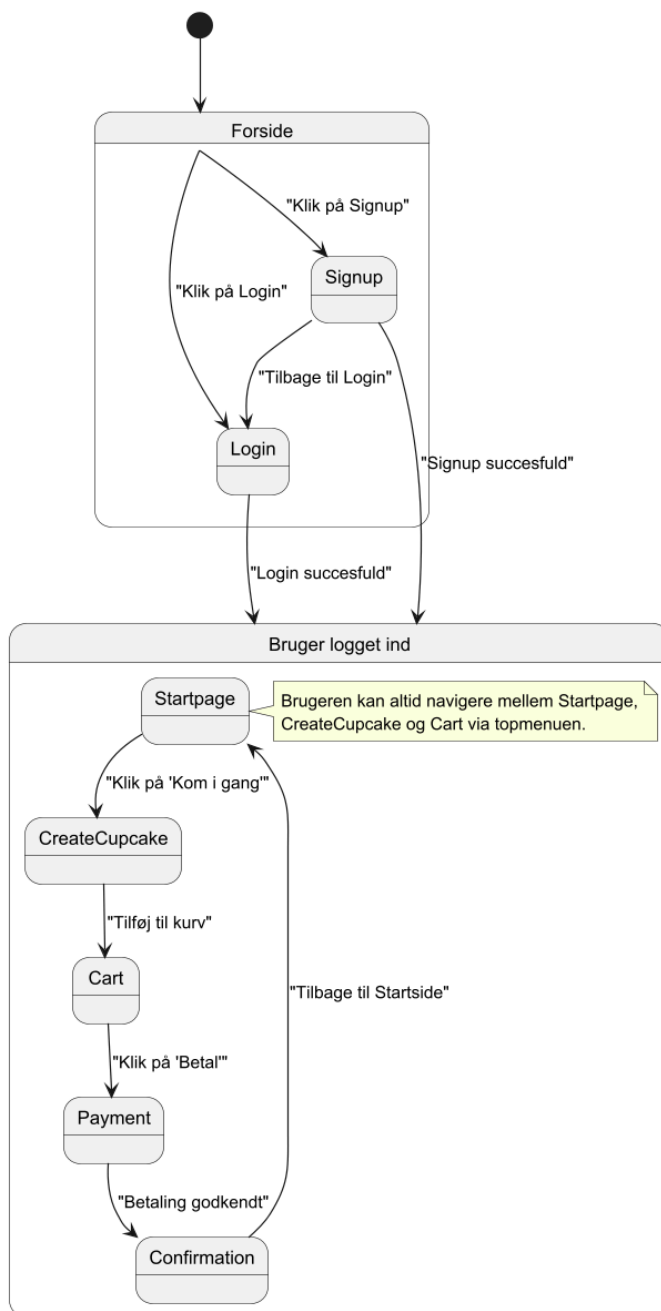 Forside
"Klik på Signup"
Signup
"Klik på Login"
"Tilbage til Login"
Login
"Signup succesfuld"
"Login succesfuld"
Bruger logget ind
Startpage
Brugeren kan altid navigere mellem Startpage,
CreateCupcake og Cart via topmenuen.
"Klik på 'Kom i gang'"
CreateCupcake
"Tilføj til kurv"
Cart
"Tilbage til Startside"
"Klik på 'Betal'"
Payment
"Betaling godkendt"
Confirmation